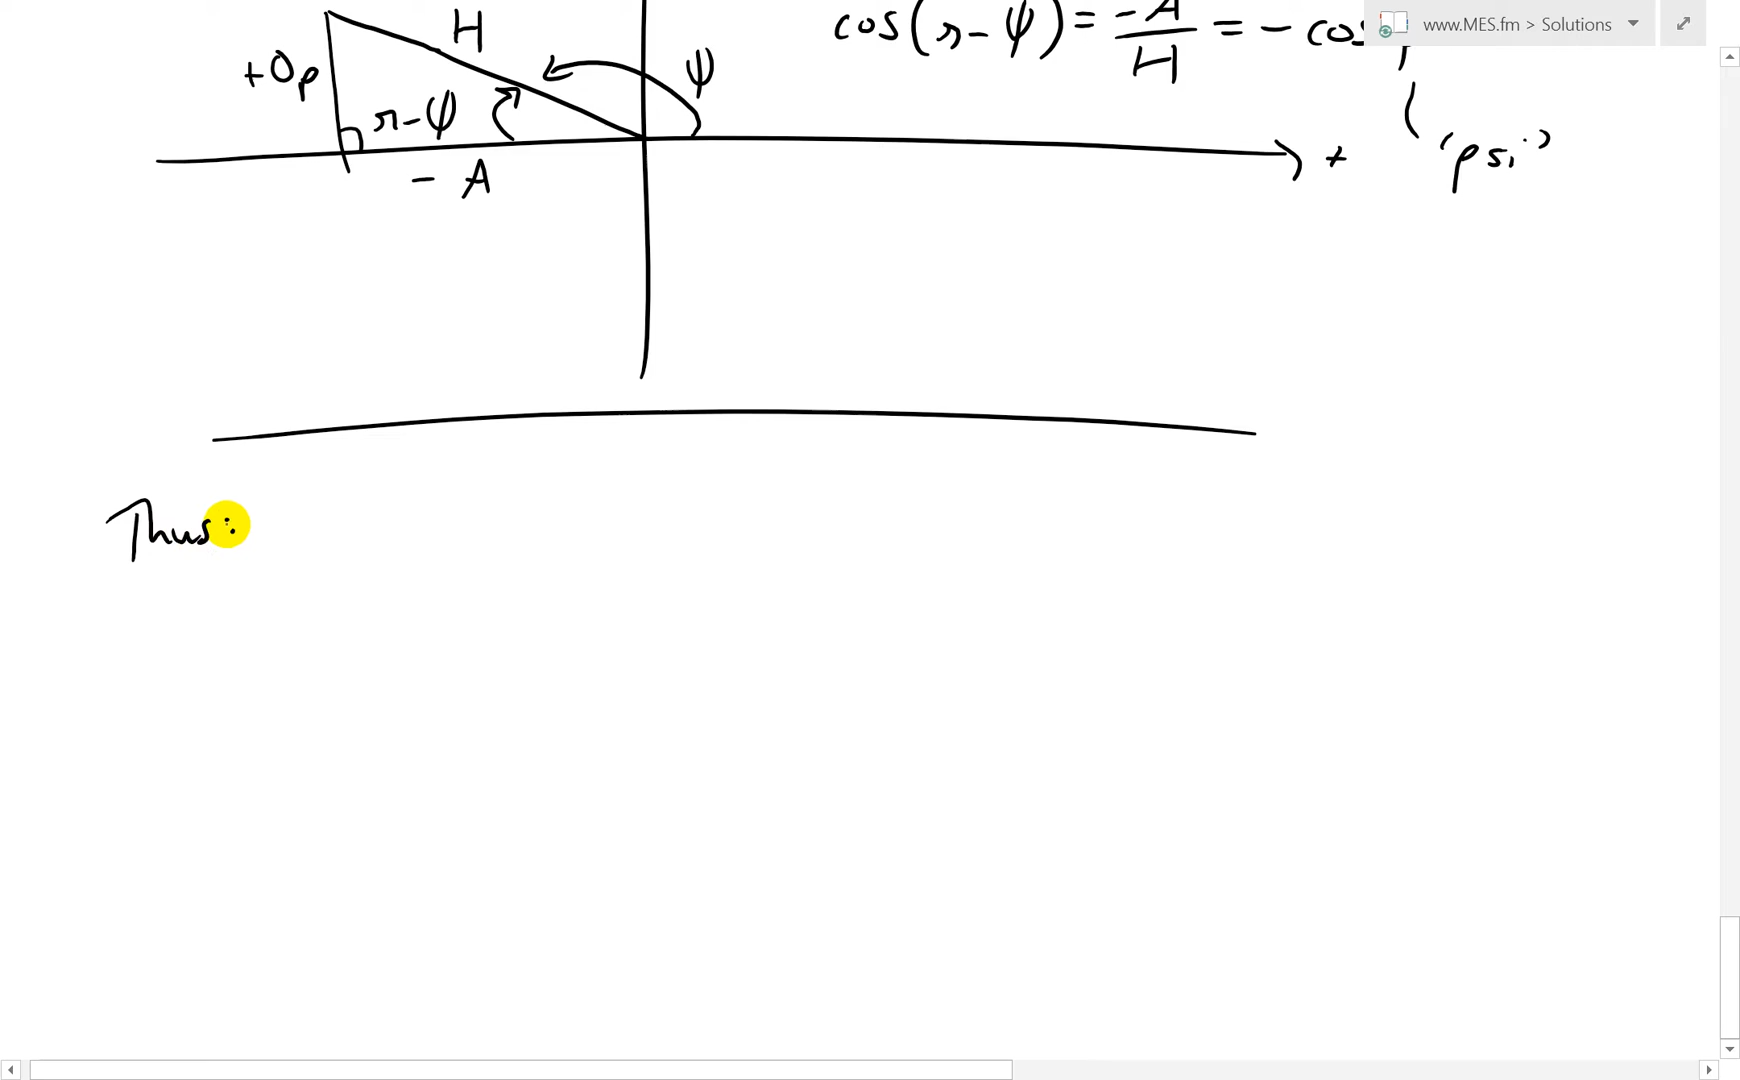 H
cos(π-ψ) = -A/H = - cos
www.MES.fm > Solutions
+Op
ψ
π-ψ
'psi'
+
- A
Thus: